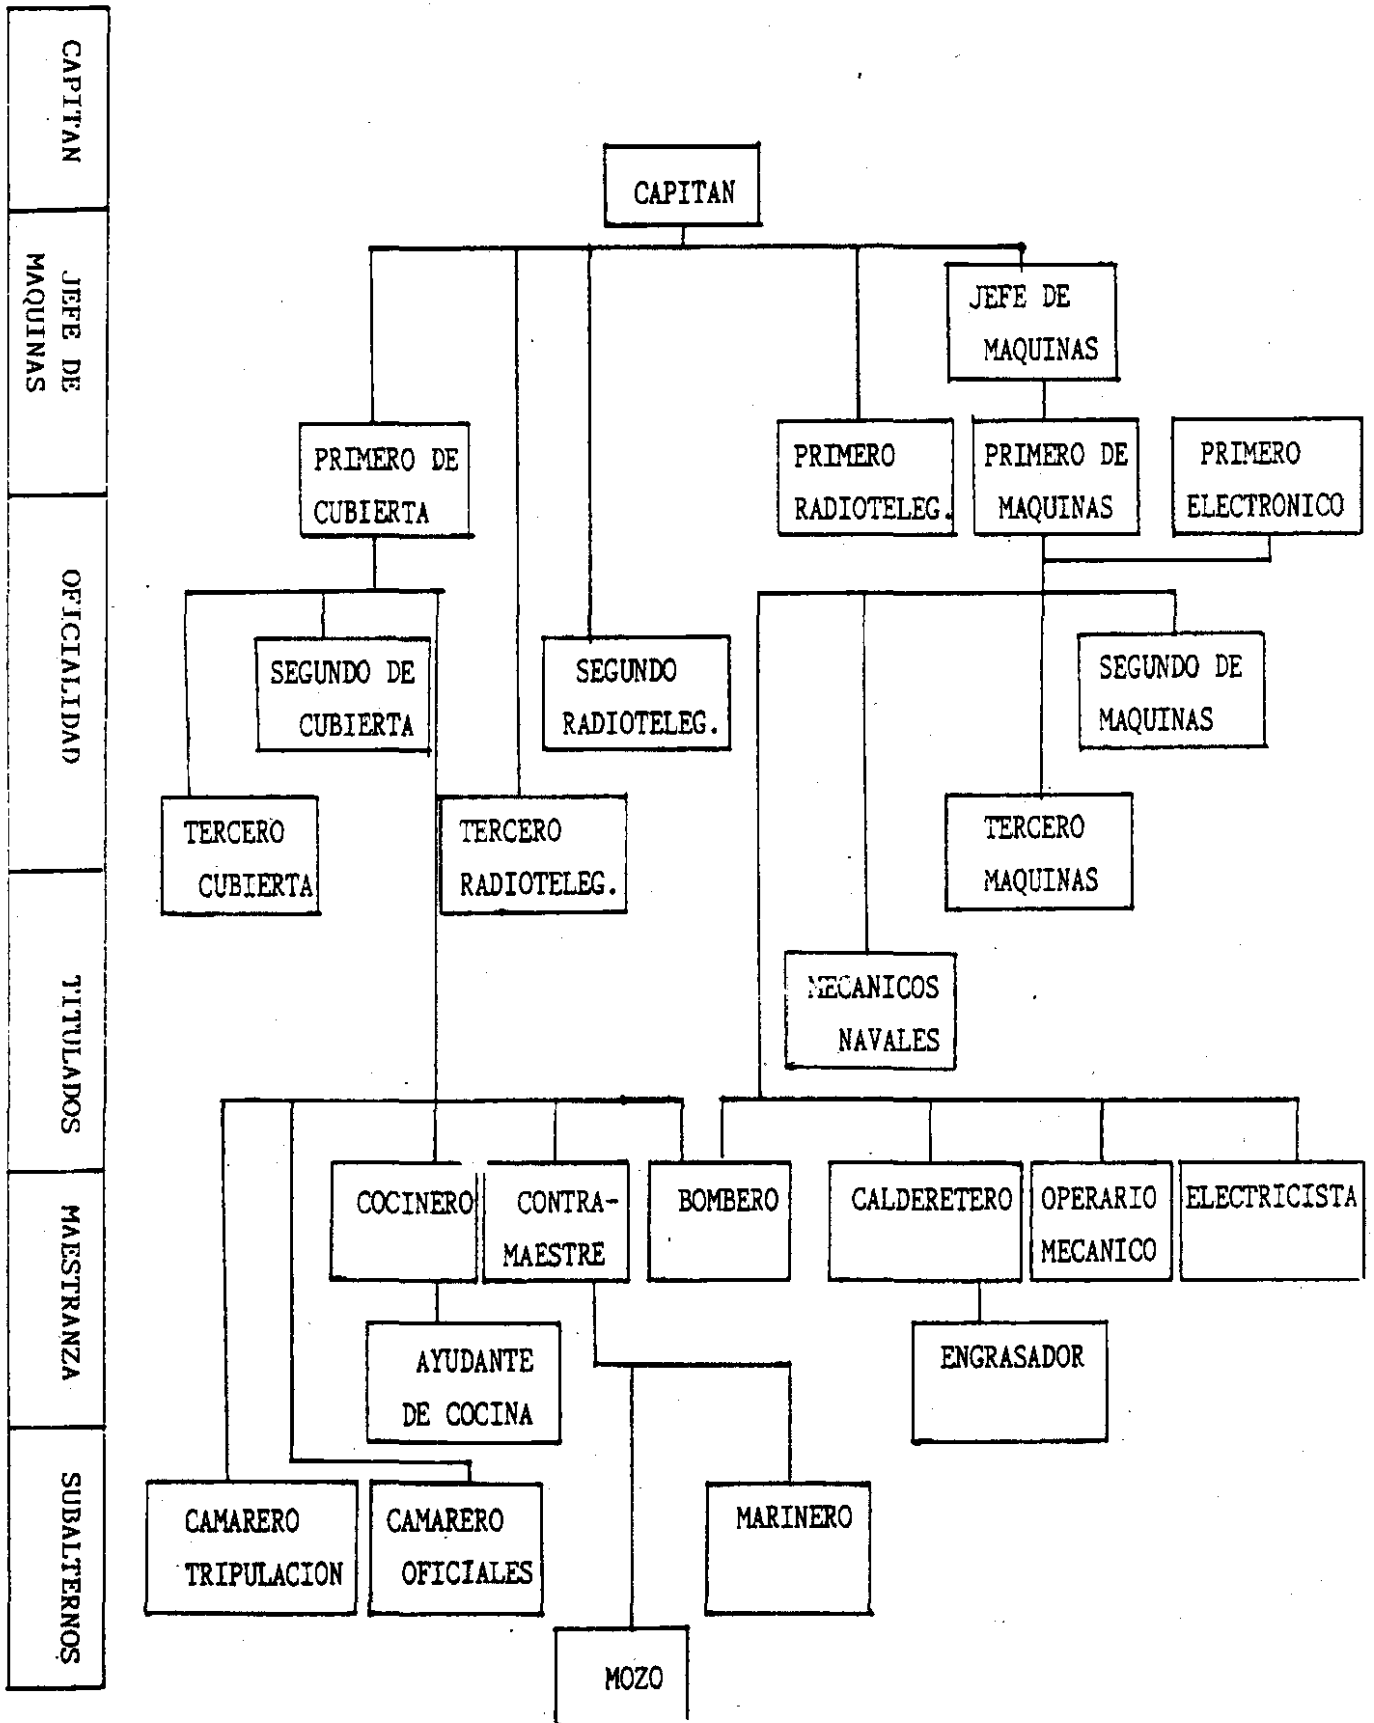 CAPITAN
JEFE DE
MAQUINAS
OFICIALIDAD
TITULADOS
MAESTRANZA
SUBALTERNOS
CAPITAN
JEFE DE
MAQUINAS
PRIMERO DE
CUBIERTA
PRIMERO
RADIOTELEG.
PRIMERO DE
MAQUINAS
PRIMERO
ELECTRONICO
SEGUNDO DE
CUBIERTA
SEGUNDO
RADIOTELEG.
SEGUNDO DE
MAQUINAS
TERCERO
CUBIERTA
TERCERO
RADIOTELEG.
TERCERO
MAQUINAS
MECANICOS
NAVALES
COCINERO
CONTRA-
MAESTRE
BOMBERO
CALDERETERO
OPERARIO
MECANICO
ELECTRICISTA
AYUDANTE
DE COCINA
ENGRASADOR
CAMARERO
TRIPULACION
CAMARERO
OFICIALES
MARINERO
MOZO